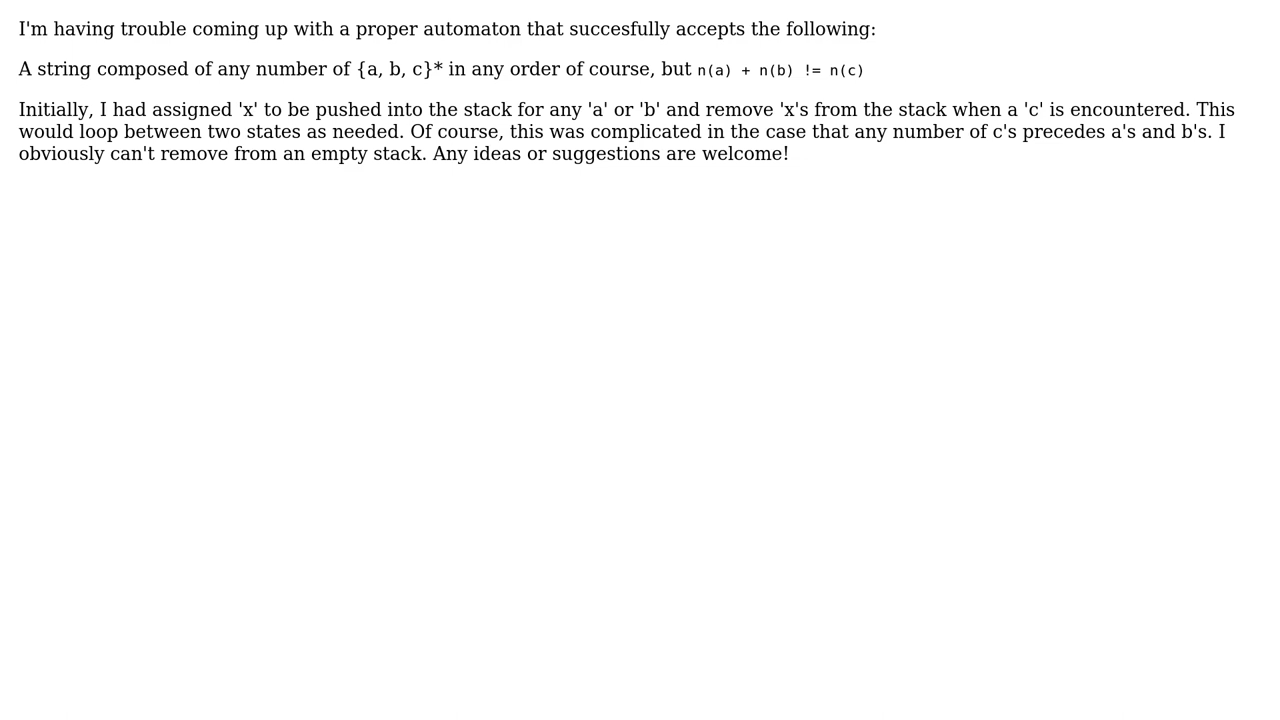 I'm having trouble coming up with a proper automaton that succesfully accepts the following:
A string composed of any number of {a, b, c}* in any order of course, but n(a) + n(b) != n(c)
Initially, I had assigned 'x' to be pushed into the stack for any 'a' or 'b' and remove 'x's from the stack when a 'c' is encountered. This
would loop between two states as needed. Of course, this was complicated in the case that any number of c's precedes a's and b's. I
obviously can't remove from an empty stack. Any ideas or suggestions are welcome!